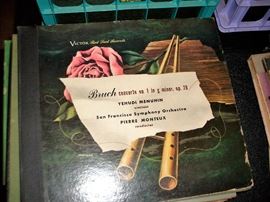 VICTOR Red Seal Records
Bruch concerto no. 1 in g minor, op. 26
YEHUDI MENUHIN
San Francisco Symphony Orchestra
PIERRE MONTEUX
conductor